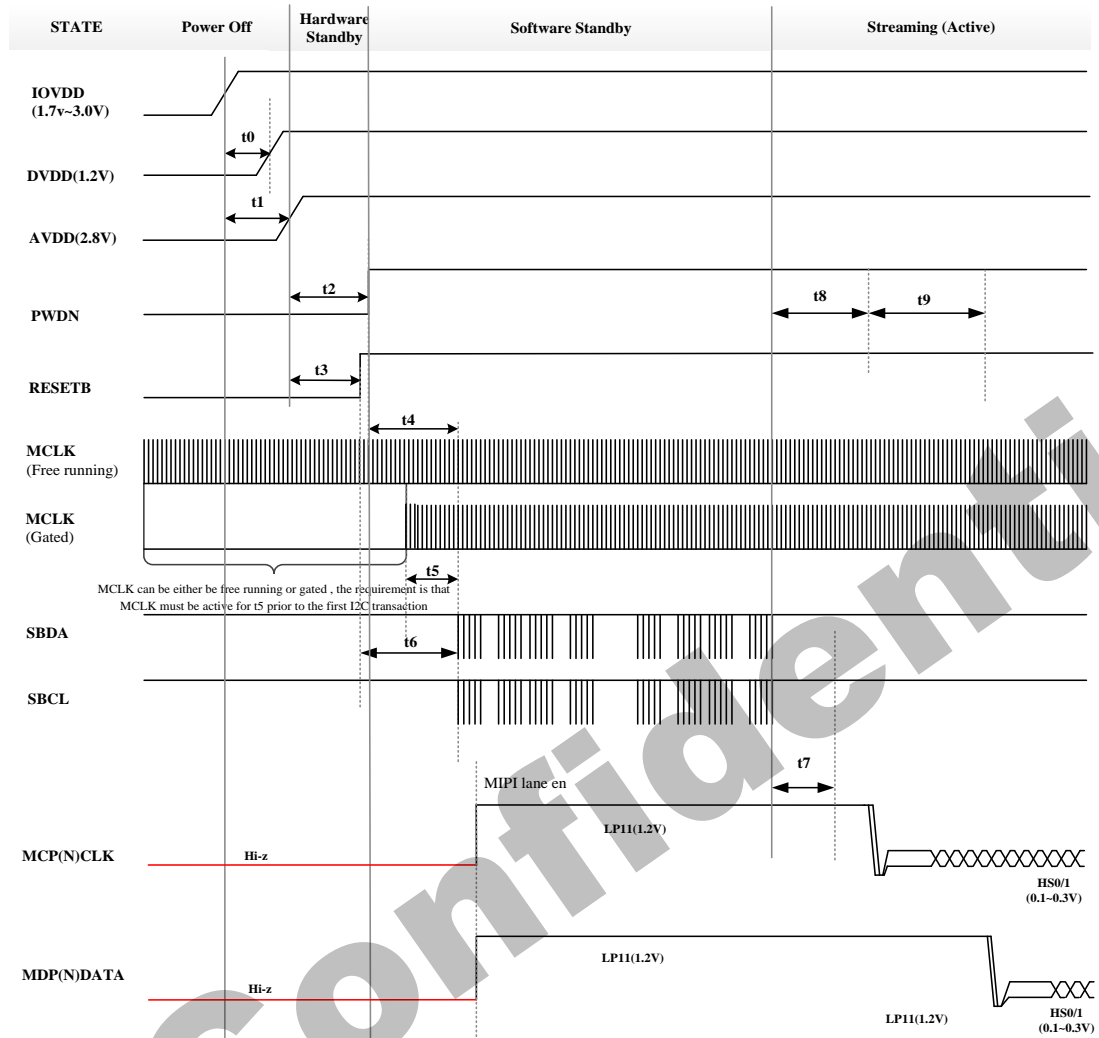 STATE
Power Off
Hardware
Standby
Software Standby
Streaming (Active)
IOVDD
(1.7v~3.0V)
t0
DVDD(1.2V)
t1
AVDD(2.8V)
t2
PWDN
t8
t9
t3
RESETB
t4
MCLK
(Free running)
MCLK
(Gated)
t5
MCLK can be either be free running or gated , the requirement is that
MCLK must be active for t5 prior to the first I2C transaction
SBDA
t6
SBCL
t7
MIPI lane en
LP11(1.2V)
MCP(N)CLK
Hi-z
HS0/1
(0.1~0.3V)
LP11(1.2V)
MDP(N)DATA
Hi-z
LP11(1.2V)
HS0/1
(0.1~0.3V)
Confidenti